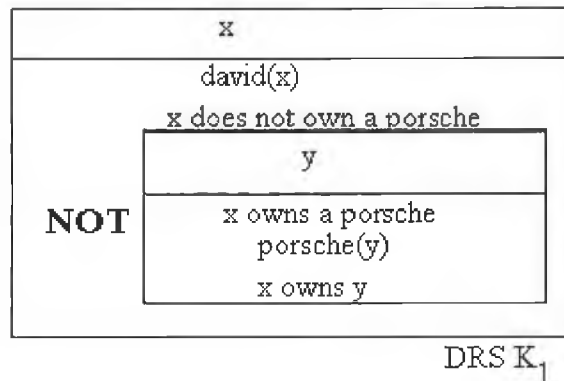 x
david(x)
x does not own a porsche
y
NOT
x owns a porsche
porsche(y)
x owns y
DRS K1